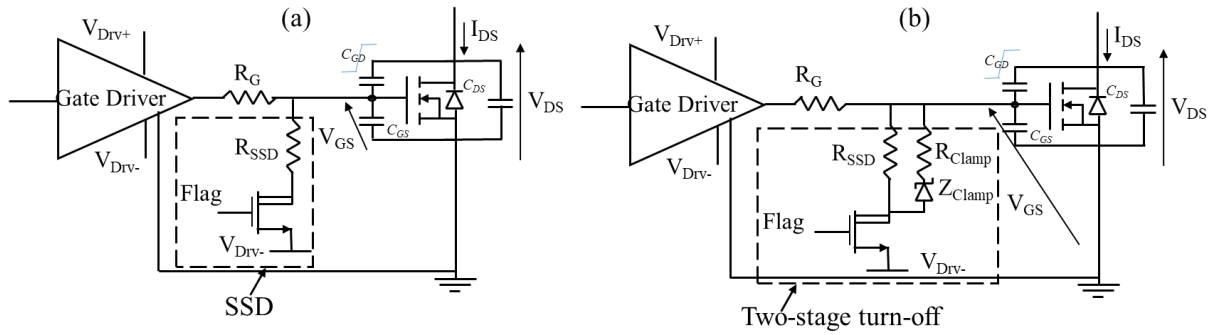 (a)
V_Drv+
I_DS
C_GD
R_G
Gate Driver
C_DS
V_DS
C_GS
V_GS
V_Drv-
R_SSD
Flag
V_Drv-
SSD
(b)
V_Drv+
I_DS
C_GD
R_G
Gate Driver
C_DS
V_DS
C_GS
V_Drv-
R_SSD
R_Clamp
Z_Clamp
V_GS
Flag
V_Drv-
Two-stage turn-off